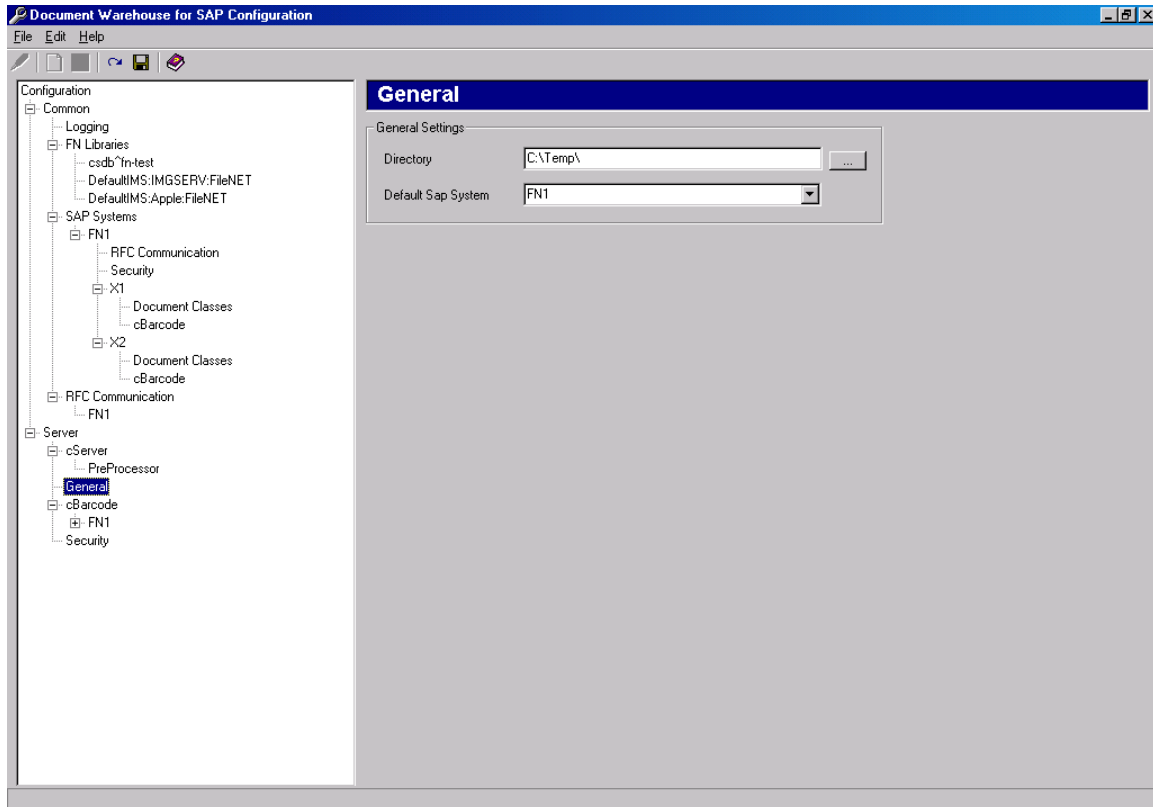 Document Warehouse for SAP Configuration
File Edit Help
Configuration
Common
Logging
FN Libraries
csdb^fn-test
DefaultIMS:IMGSERV:FileNET
DefaultIMS:Apple:FileNET
SAP Systems
FN1
RFC Communication
Security
X1
Document Classes
cBarcode
X2
Document Classes
cBarcode
RFC Communication
FN1
Server
cServer
PreProcessor
General
cBarcode
FN1
Security
General
General Settings
Directory C:\Temp\ ...
Default Sap System FN1